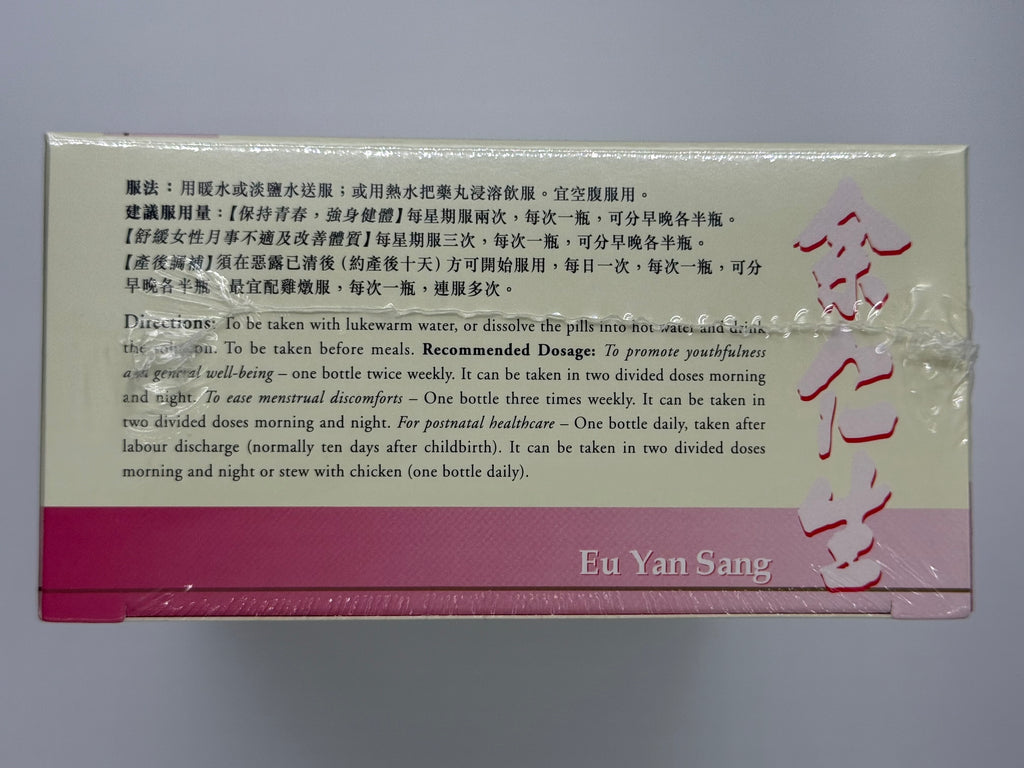 服法：用暖水或淡鹽水送服；或用熱水把藥丸浸溶飲服。宜空腹服用。
建議服用量：【保持青春，強身健體】每星期服兩次，每次一瓶，可分早晚各半瓶。
【舒緩女性月事不適及改善體質】每星期服三次，每次一瓶，可分早晚各半瓶。
【產後調補】須在惡露已清後（約產後十天）方可開始服用，每日一次，每次一瓶，可分
早晚各半瓶，最宜配雞燉服，每次一瓶，連服多次。
Directions: To be taken with lukewarm water, or dissolve the pills into hot water and drink
the solution. To be taken before meals. Recommended Dosage: To promote youthfulness
and general well-being – one bottle twice weekly. It can be taken in two divided doses morning
and night. To ease menstrual discomforts – One bottle three times weekly. It can be taken in
two divided doses morning and night. For postnatal healthcare – One bottle daily, taken after
labour discharge (normally ten days after childbirth). It can be taken in two divided doses
morning and night or stew with chicken (one bottle daily).
余仁生
Eu Yan Sang